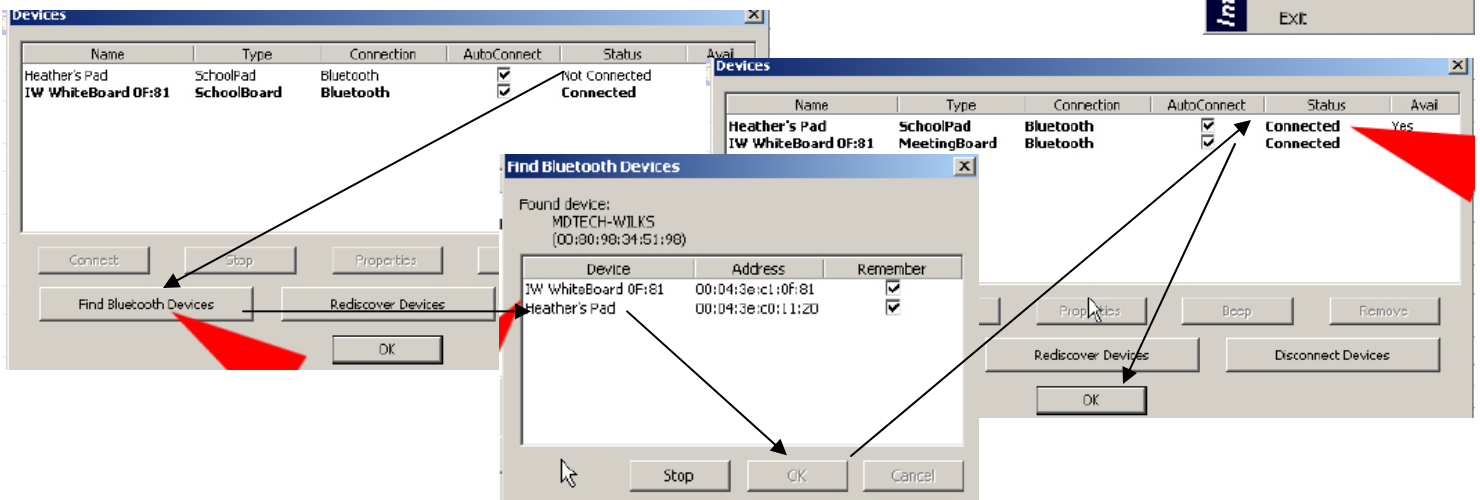 Devices
Name Type Connection AutoConnect Status Avail
Heather's Pad SchoolPad Bluetooth Not Connected
IW WhiteBoard 0F:81 SchoolBoard Bluetooth Connected
Connect Stop Properties
Find Bluetooth Devices Rediscover Devices
OK
Find Bluetooth Devices
Found device:
MDTECH-WILKS
(00:80:98:34:51:98)
Device Address Remember
IW WhiteBoard 0F:81 00:04:3e:c1:0f:81
Heather's Pad 00:04:3e:c0:11:20
Stop OK Cancel
Exit
Devices
Name Type Connection AutoConnect Status Avai
Heather's Pad SchoolPad Bluetooth Connected Yes
IW WhiteBoard 0F:81 MeetingBoard Bluetooth Connected
Properties Beep Remove
Rediscover Devices Disconnect Devices
OK